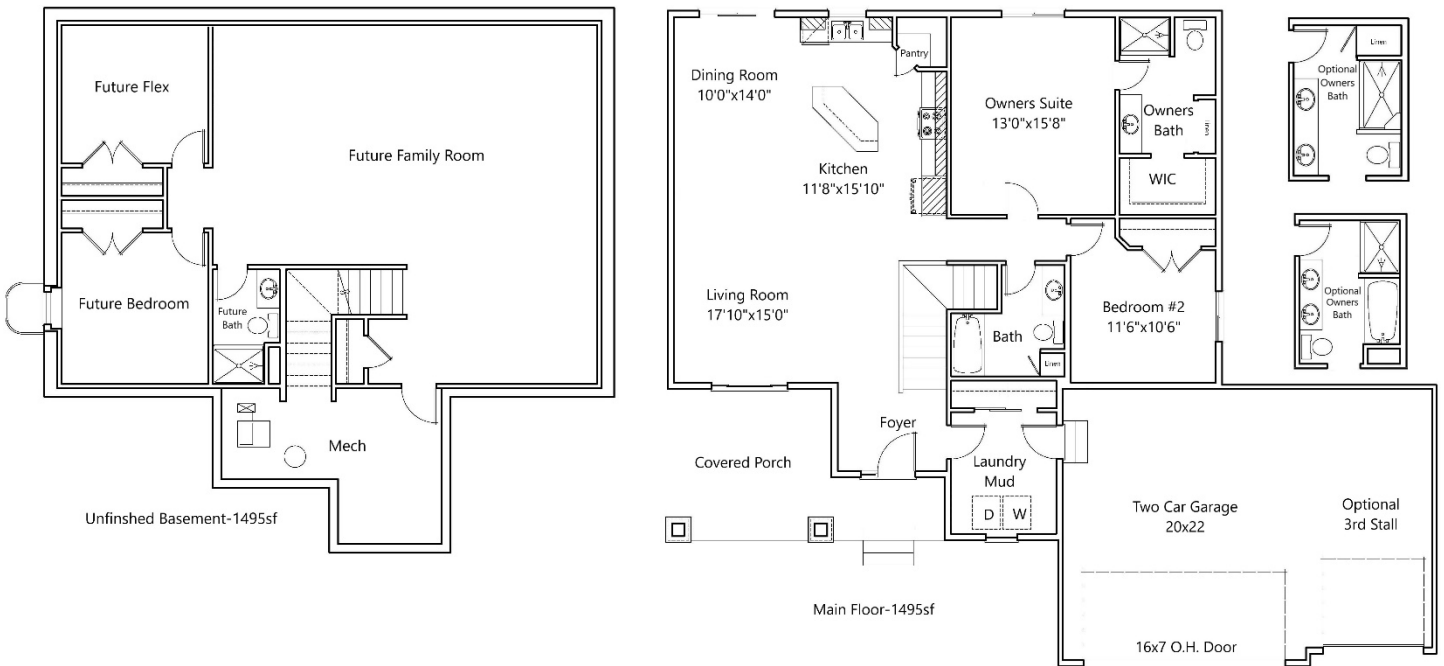 Future Flex
Future Family Room
Future Bedroom
Future
Bath
Mech
Unfinshed Basement-1495sf
Dining Room
10'0"x14'0"
Pantry
Kitchen
11'8"x15'10"
Living Room
17'10"x15'0"
Owners Suite
13'0"x15'8"
Owners
Bath
Linen
WIC
Bath
Linen
Bedroom #2
11'6"x10'6"
Foyer
Covered Porch
Laundry
Mud
D
W
Two Car Garage
20x22
Optional
3rd Stall
16x7 O.H. Door
Main Floor-1495sf
Linen
Optional
Owners
Bath
Optional
Owners
Bath